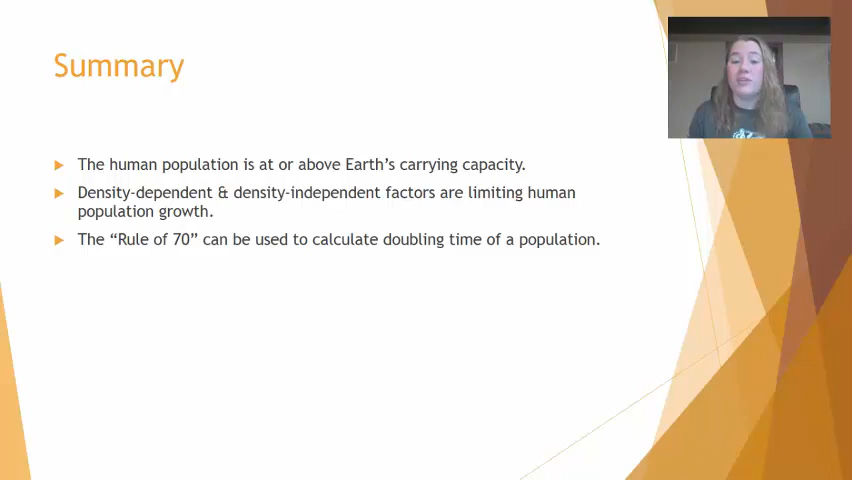 Summary
The human population is at or above Earth's carrying capacity.
Density-dependent & density-independent factors are limiting human
population growth.
The “Rule of 70” can be used to calculate doubling time of a population.